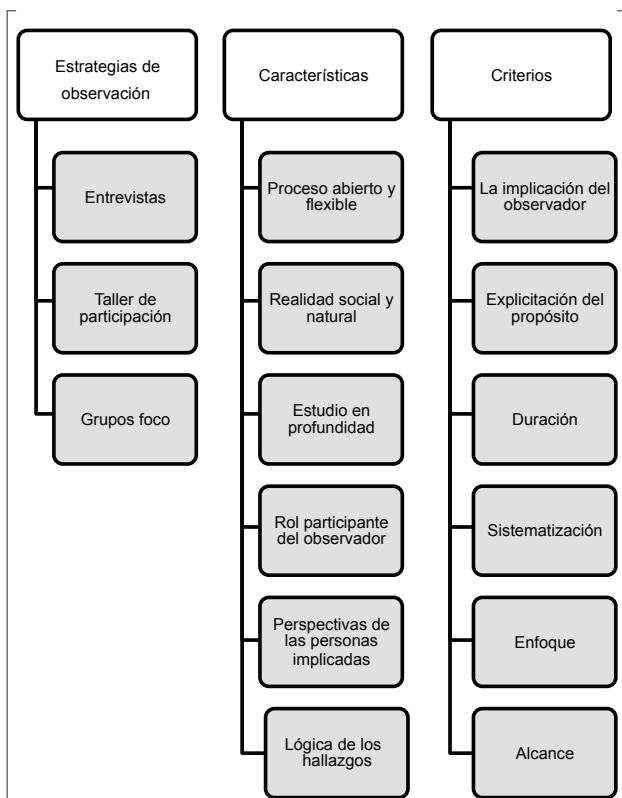 Estrategias de
observación
Entrevistas
Taller de
participación
Grupos foco
Características
Proceso abierto y
flexible
Realidad social y
natural
Estudio en
profundidad
Rol participante
del observador
Perspectivas de
las personas
implicadas
Lógica de los
hallazgos
Criterios
La implicación del
observador
Explicitación del
propósito
Duración
Sistematización
Enfoque
Alcance